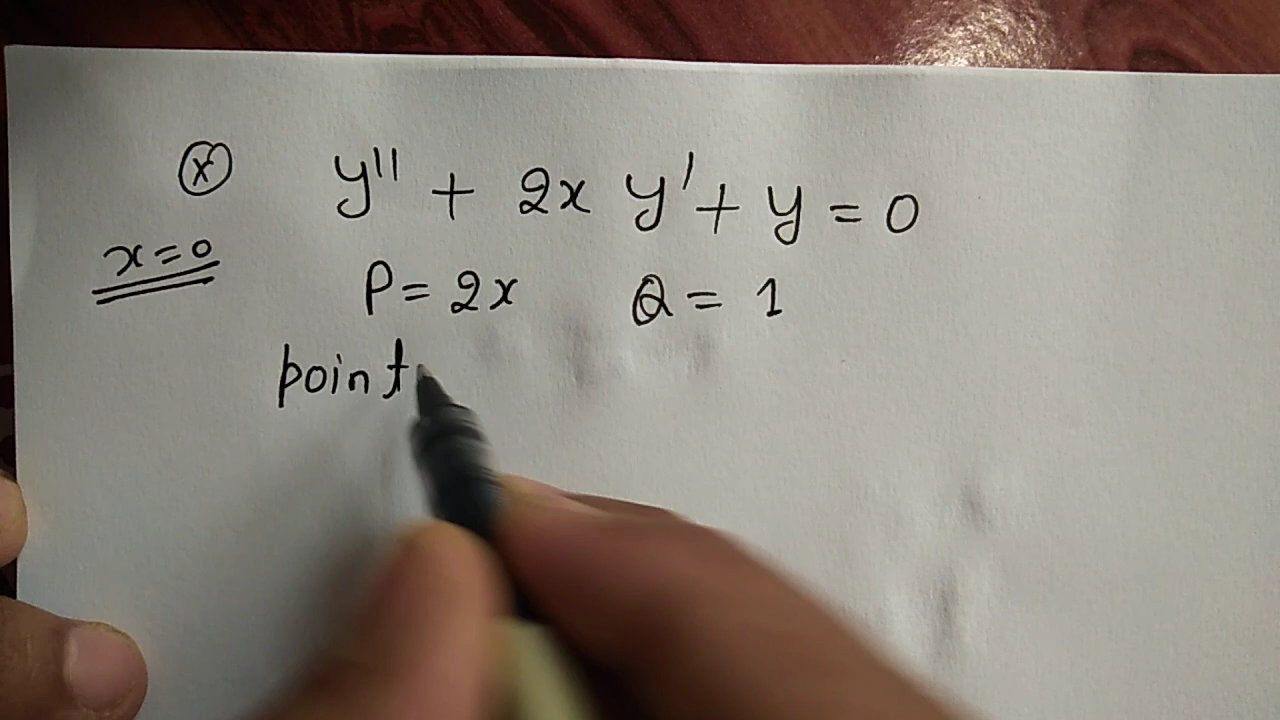 (x) y'' + 2x y' + y = 0
x=0
P = 2x Q = 1
point